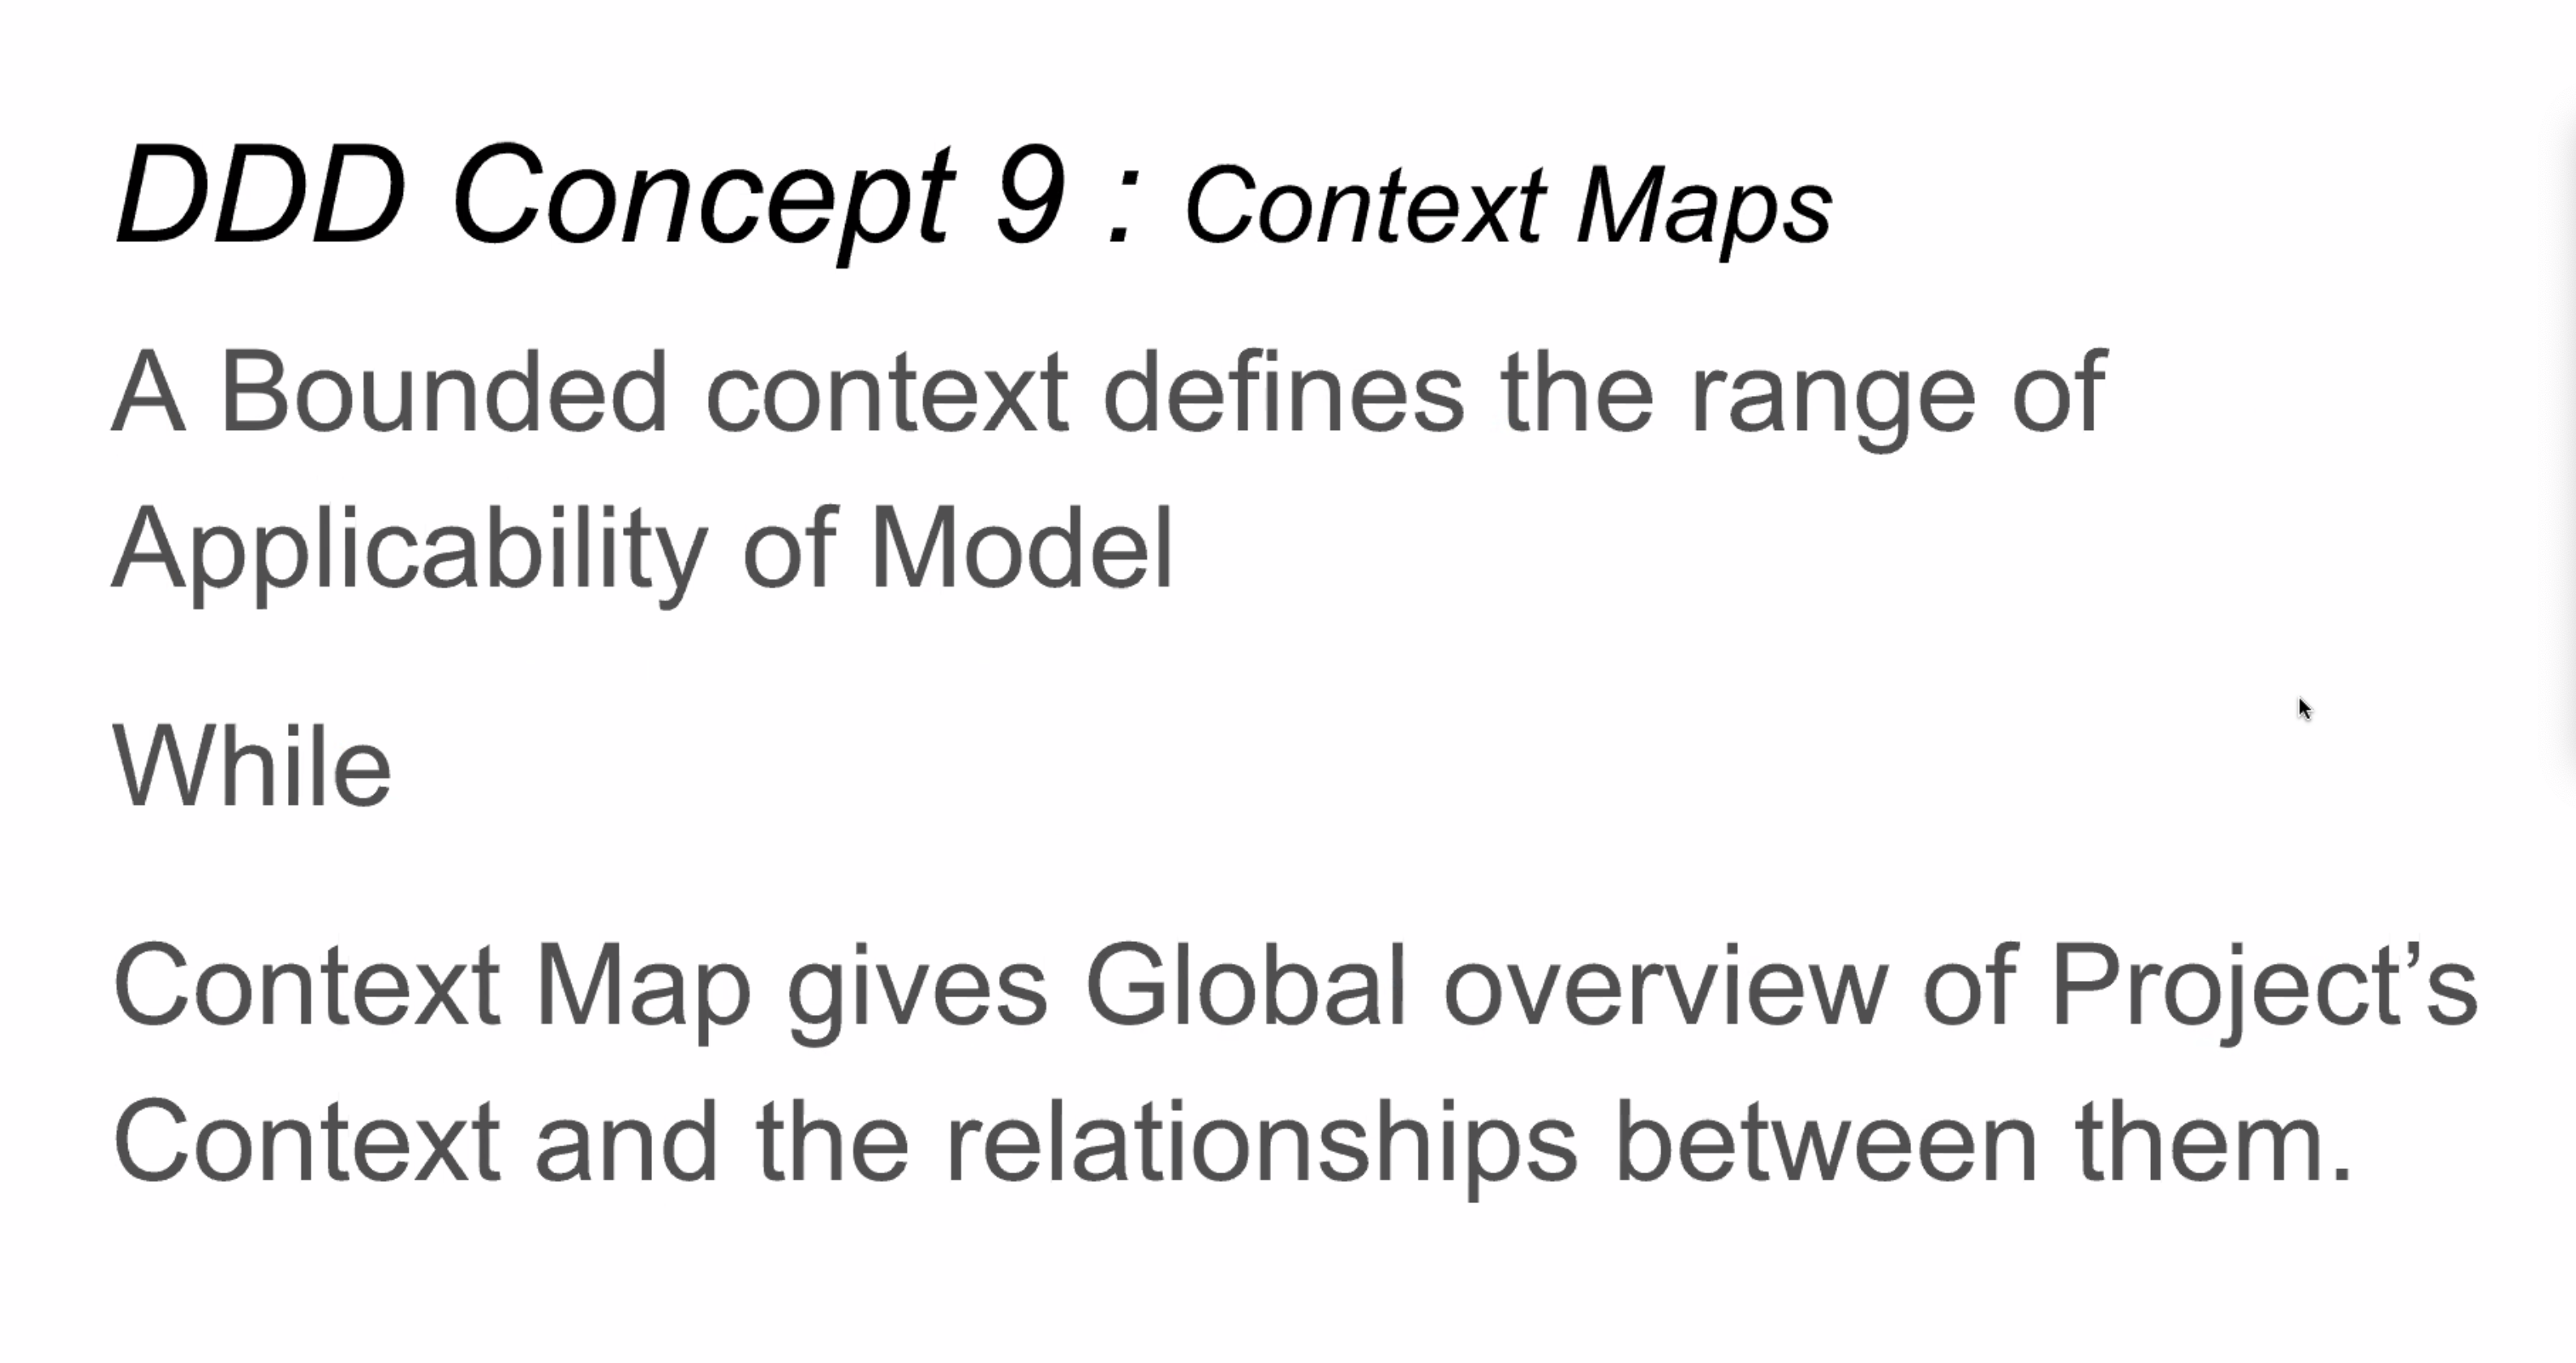 DDD Concept 9 : Context Maps
A Bounded context defines the range of
Applicability of Model
While
Context Map gives Global overview of Project’s
Context and the relationships between them.